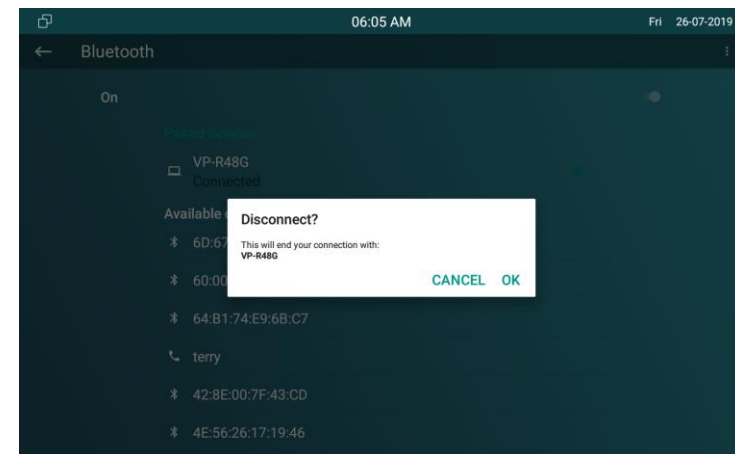 06:05 AM
Fri 26-07-2019
Bluetooth
On
Paired devices
VP-R48G
Connected
Available
Disconnect?
This will end your connection with:
VP-R48G
CANCEL OK
6D:67
60:00
64:B1:74:E9:6B:C7
terry
42:8E:00:7F:43:CD
4E:56:26:17:19:46